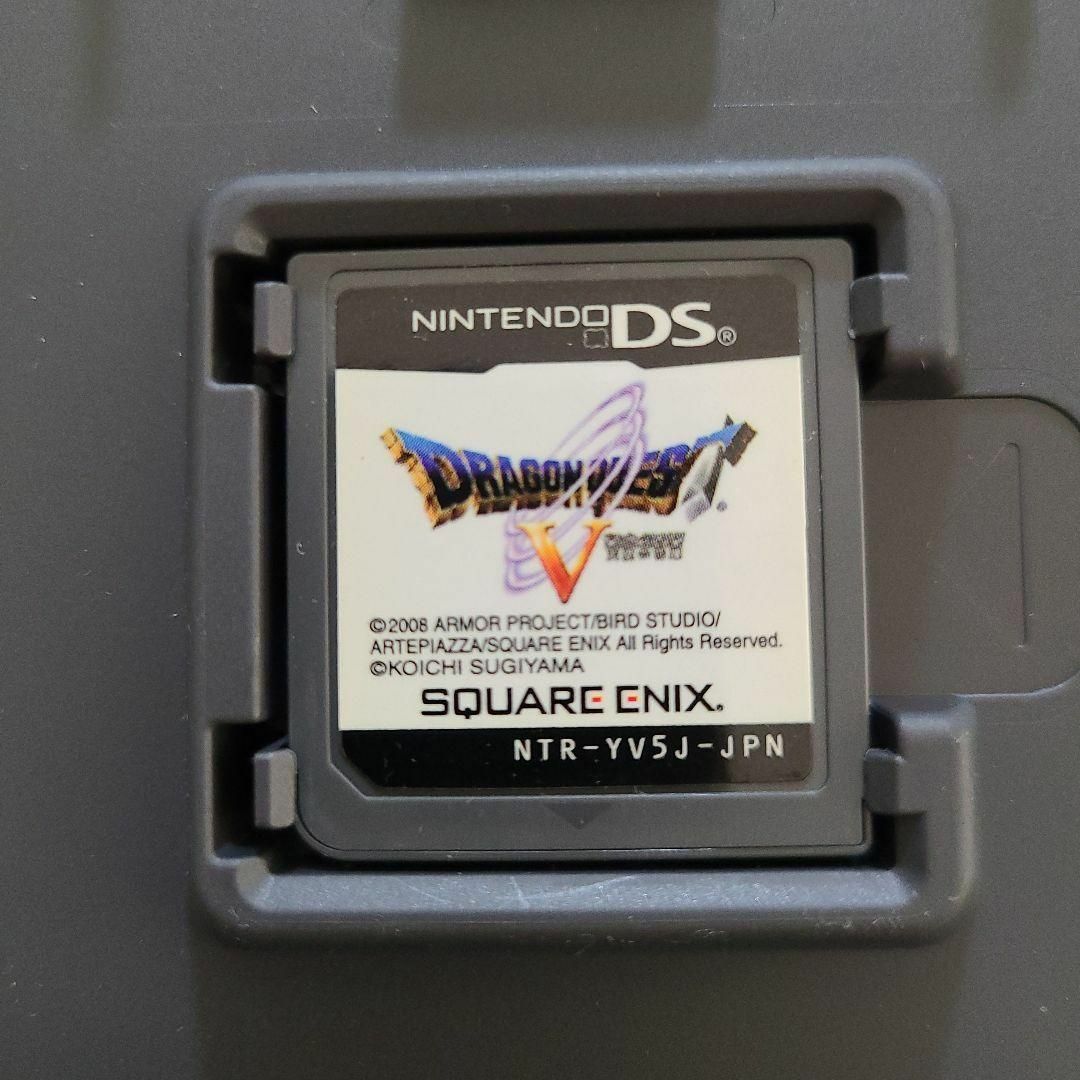 NINTENDO DS®
DRAGON QUEST
V
©2008 ARMOR PROJECT/BIRD STUDIO/
ARTEPIAZZA/SQUARE ENIX All Rights Reserved.
©KOICHI SUGIYAMA
SQUARE ENIX.
NTR-YV5J-JPN